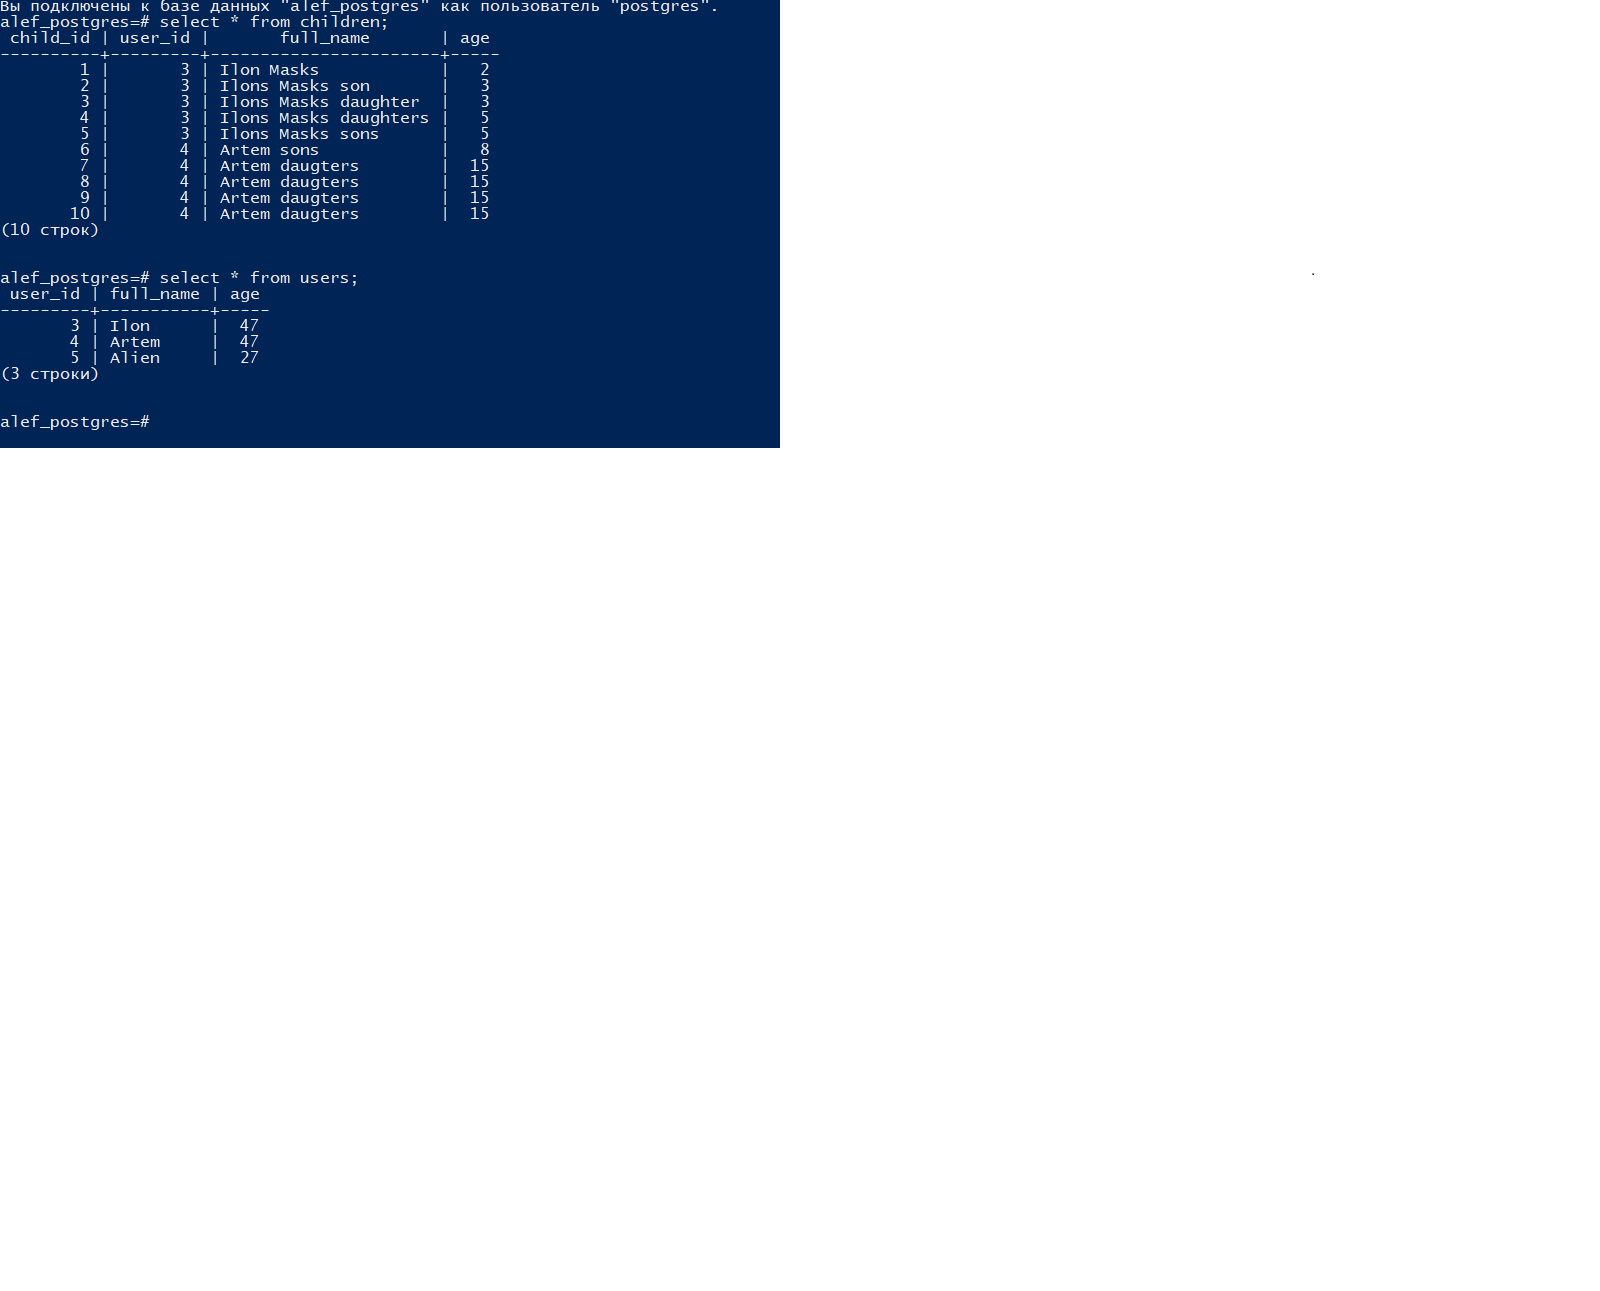 Вы подключены к базе данных "alef_postgres" как пользователь "postgres".
alef_postgres=# select * from children;
 child_id | user_id |       full_name       | age
----------+---------+-----------------------+-----
        1 |       3 | Ilon Masks            |   2
        2 |       3 | Ilons Masks son       |   3
        3 |       3 | Ilons Masks daughter  |   3
        4 |       3 | Ilons Masks daughters |   5
        5 |       3 | Ilons Masks sons      |   5
        6 |       4 | Artem sons            |   8
        7 |       4 | Artem daugters        |  15
        8 |       4 | Artem daugters        |  15
        9 |       4 | Artem daugters        |  15
       10 |       4 | Artem daugters        |  15
(10 строк)
alef_postgres=# select * from users;
 user_id | full_name | age
---------+-----------+-----
       3 | Ilon      |  47
       4 | Artem     |  47
       5 | Alien     |  27
(3 строки)
alef_postgres=#